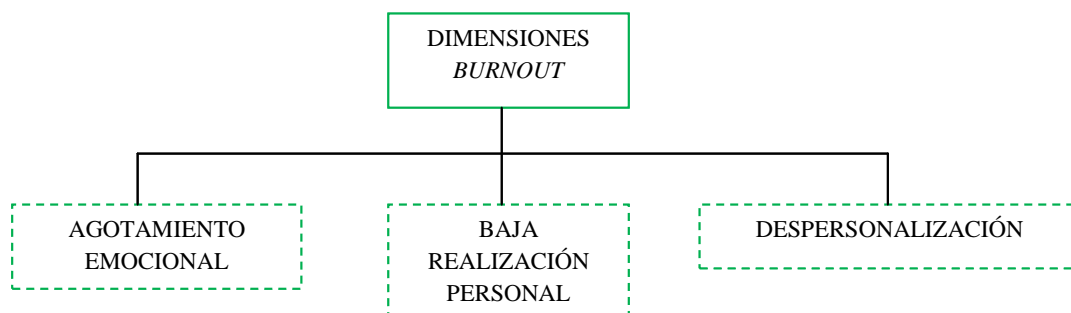 DIMENSIONES
BURNOUT
AGOTAMIENTO
EMOCIONAL
BAJA
REALIZACIÓN
PERSONAL
DESPERSONALIZACIÓN